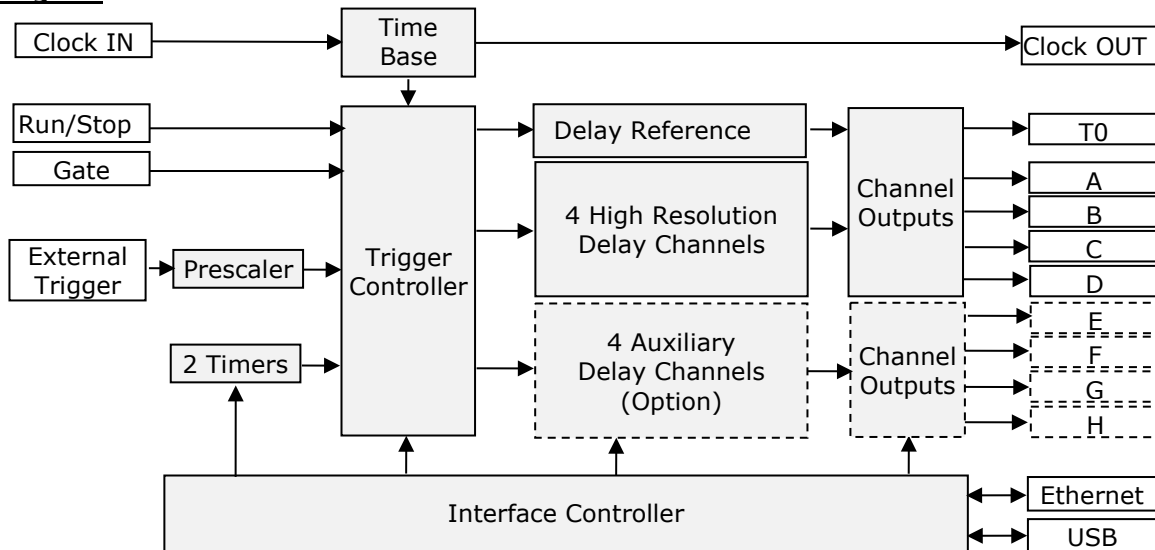 Clock IN
Time
Base
Clock OUT
Run/Stop
Gate
External
Trigger
Prescaler
2 Timers
Trigger
Controller
Delay Reference
4 High Resolution
Delay Channels
4 Auxiliary
Delay Channels
(Option)
Channel
Outputs
Channel
Outputs
T0
A
B
C
D
E
F
G
H
Interface Controller
Ethernet
USB